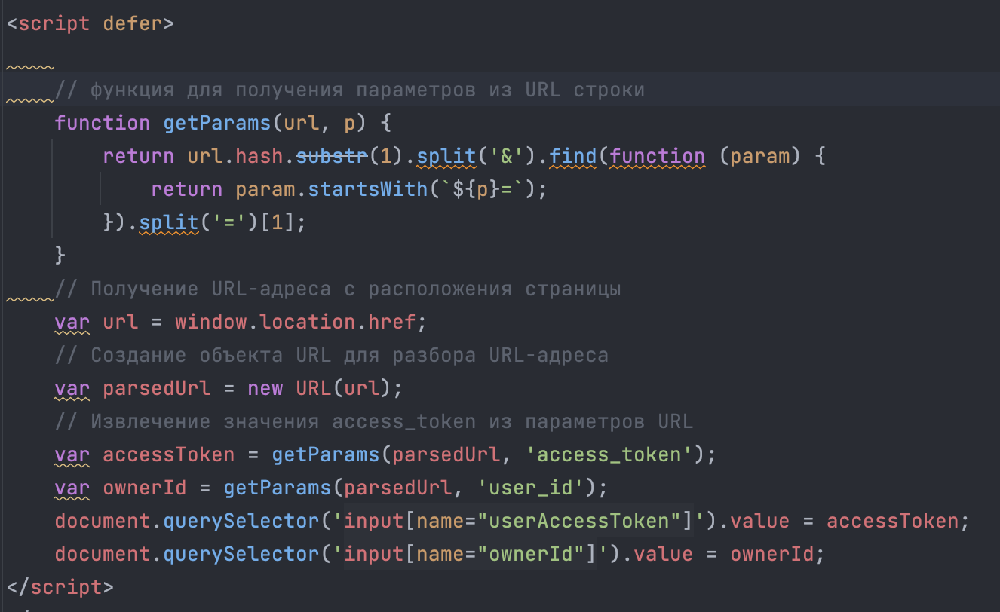 <script defer>
// функция для получения параметров из URL строки
function getParams(url, p) {
return url.hash.substr(1).split('&').find(function (param) {
return param.startsWith(`${p}=`);
}).split('=')[1];
}
// Получение URL-адреса с расположения страницы
var url = window.location.href;
// Создание объекта URL для разбора URL-адреса
var parsedUrl = new URL(url);
// Извлечение значения access_token из параметров URL
var accessToken = getParams(parsedUrl, 'access_token');
var ownerId = getParams(parsedUrl, 'user_id');
document.querySelector('input[name="userAccessToken"]').value = accessToken;
document.querySelector('input[name="ownerId"]').value = ownerId;
</script>